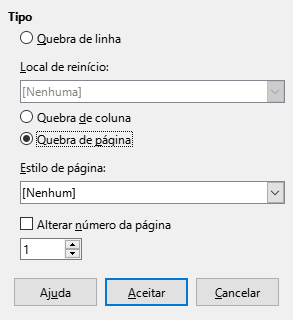 Tipo
Quebra de linha
Local de reinício:
[Nenhuma]
Quebra de coluna
Quebra de página
Estilo de página:
[Nenhum]
Alterar número da página
1
Ajuda
Aceitar
Cancelar